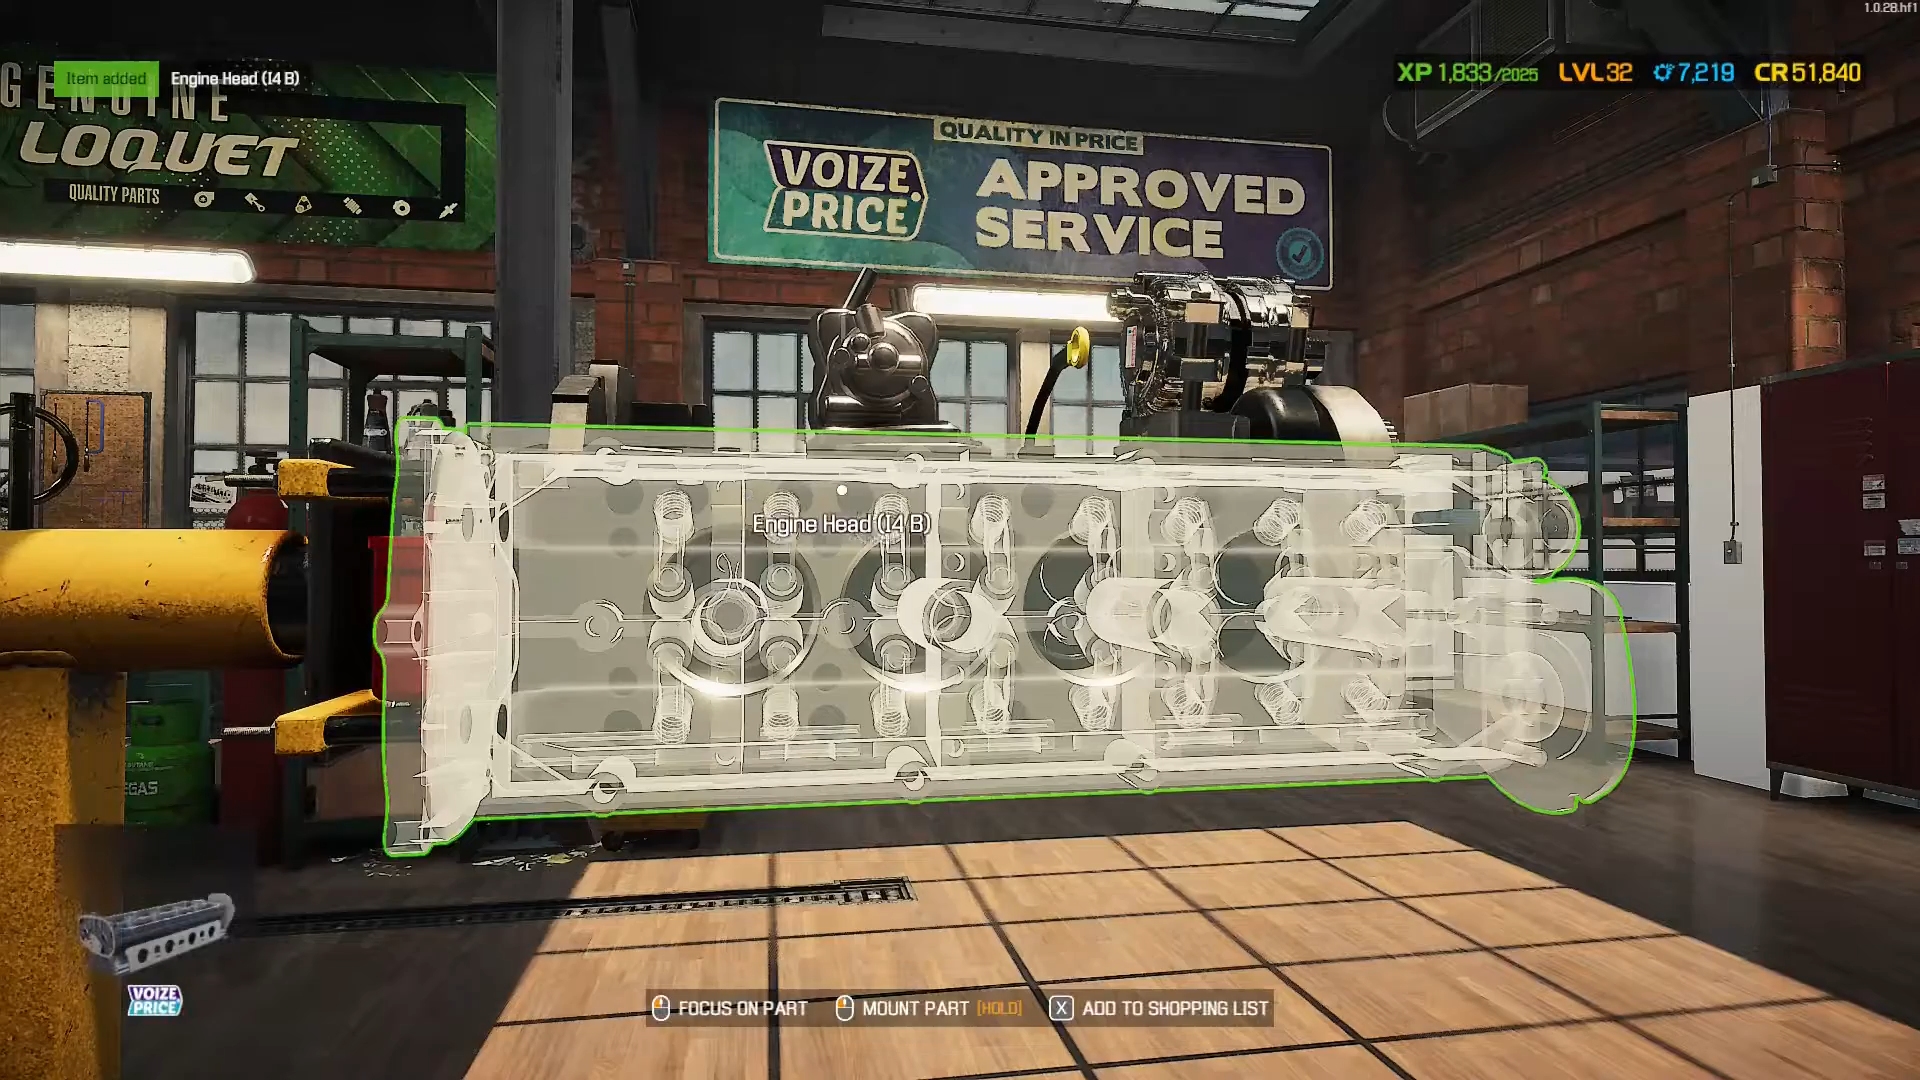 1.0.28.hf1
Item added Engine Head (I4 B)
XP 1,833/2025 LVL32 7,219 CR51,840
GENUINE
LOQUET
QUALITY PARTS
QUALITY IN PRICE
VOIZE
PRICE
APPROVED
SERVICE
Engine Head (I4 B)
GAS
VOIZE
PRICE
FOCUS ON PART MOUNT PART [HOLD] X ADD TO SHOPPING LIST